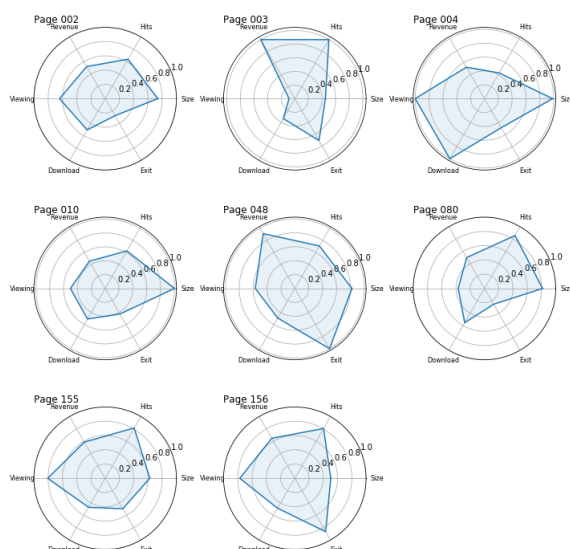 Page 002
Revenue
Hits
1.0
0.8
0.6
0.4
0.2
Viewing
Size
Download
Exit
Page 003
Revenue
Hits
1.0
0.8
0.6
0.4
0.2
Viewing
Size
Download
Exit
Page 004
Revenue
Hits
1.0
0.8
0.6
0.4
0.2
Viewing
Size
Download
Exit
Page 010
Revenue
Hits
1.0
0.8
0.6
0.4
0.2
Viewing
Size
Download
Exit
Page 048
Revenue
Hits
1.0
0.8
0.6
0.4
0.2
Viewing
Size
Download
Exit
Page 080
Revenue
Hits
1.0
0.8
0.6
0.4
0.2
Viewing
Size
Download
Exit
Page 155
Revenue
Hits
1.0
0.8
0.6
0.4
0.2
Viewing
Size
Download
Exit
Page 156
Revenue
Hits
1.0
0.8
0.6
0.4
0.2
Viewing
Size
Download
Exit